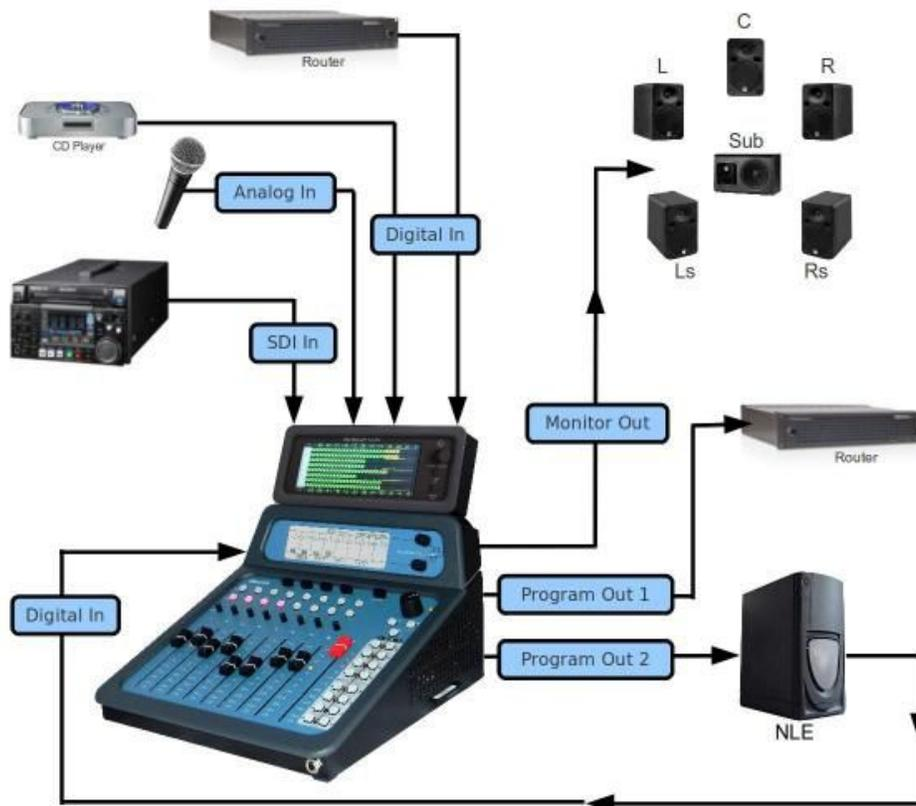 C
L
R
Router
CD Player
Sub
Analog In
Digital In
Ls
Rs
SDI In
Monitor Out
Router
Program Out 1
Digital In
Program Out 2
NLE